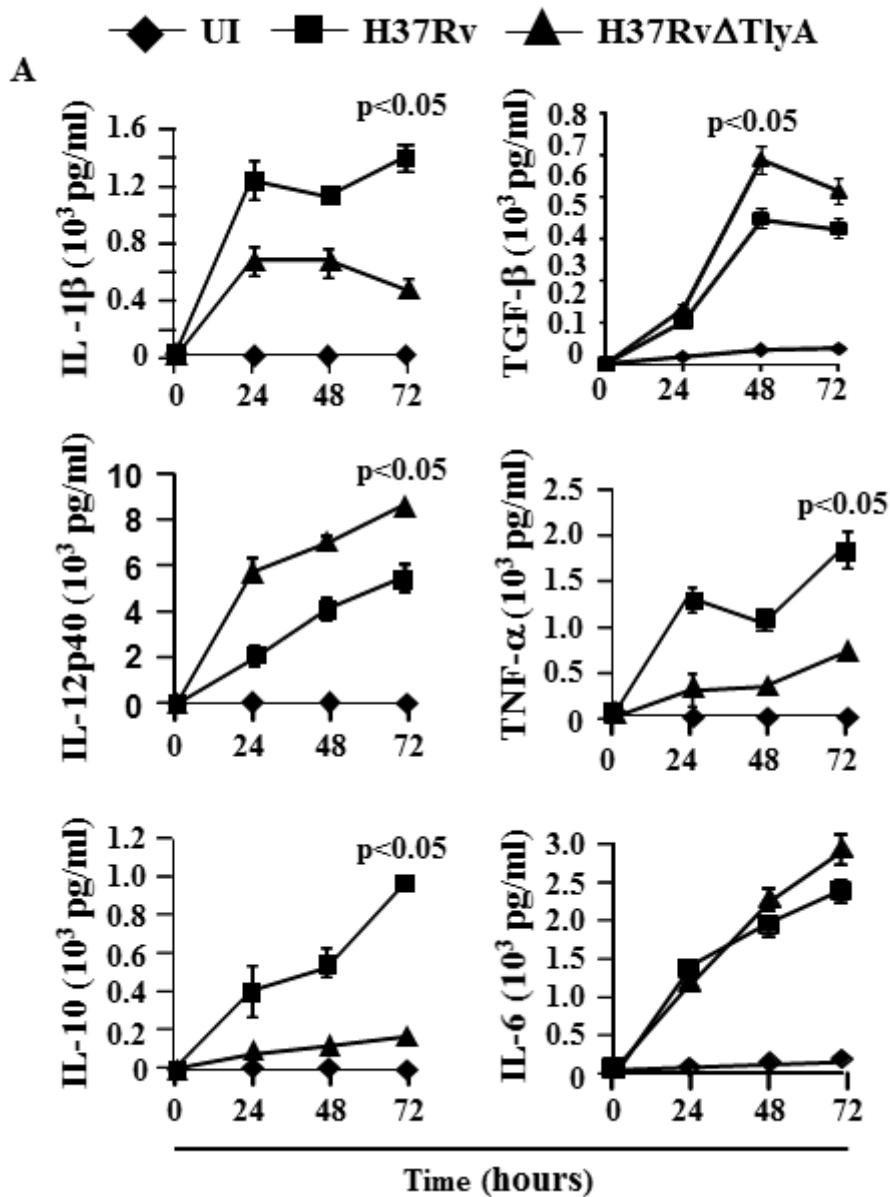 UI H37Rv H37RvΔTlyA
A
IL -1β (10³ pg/ml)
p<0.05
1.6
1.2
0.8
0.4
0
0 24 48 72
TGF-β (10³ pg/ml)
p<0.05
0.8
0.7
0.6
0.5
0.4
0.3
0.2
0.1
0
0 24 48 72
IL-12p40 (10³ pg/ml)
p<0.05
10
8
6
4
2
0
0 24 48 72
TNF-α (10³ pg/ml)
p<0.05
2.5
2.0
1.5
1.0
0.5
0
0 24 48 72
IL-10 (10³ pg/ml)
p<0.05
1.2
1.0
0.8
0.6
0.4
0.2
0
0 24 48 72
IL-6 (10³ pg/ml)
3.0
2.5
2.0
1.5
1.0
0.5
0
0 24 48 72
Time (hours)